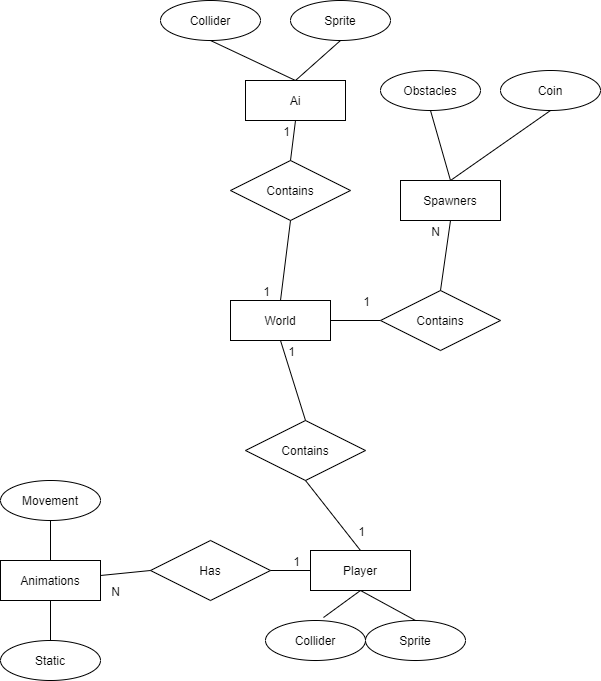 Collider
Sprite
Ai
1
Obstacles
Coin
Contains
Spawners
N
1
1
World
Contains
1
Contains
Movement
1
Has
1
Player
Animations
N
Collider
Sprite
Static